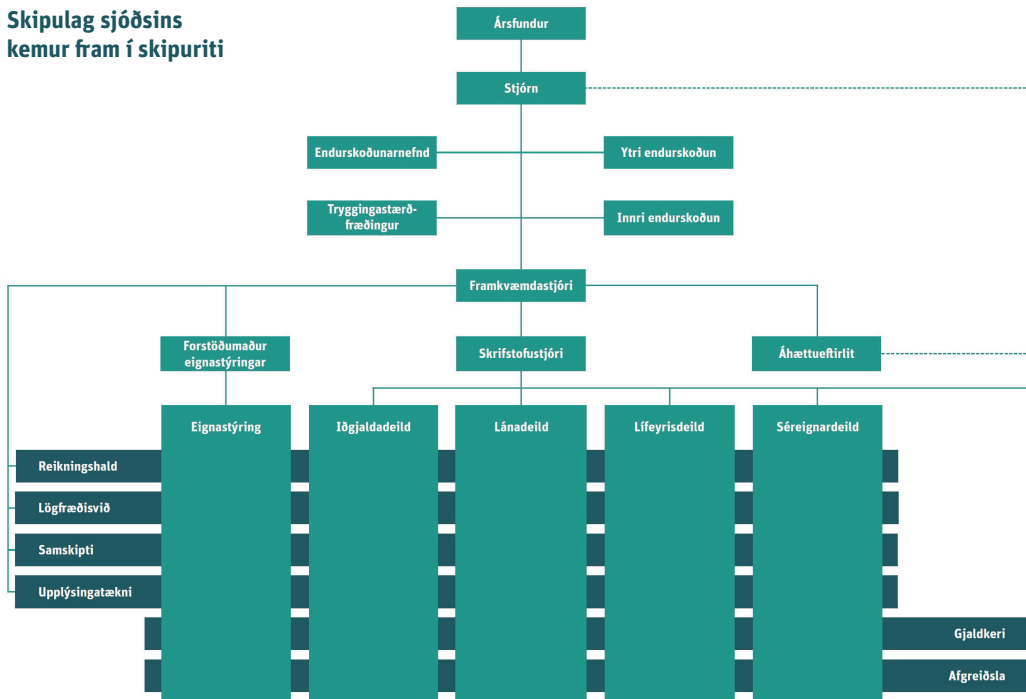 Skipulag sjóðsins
kemur fram í skipuriti
Ársfundur
Stjórn
Endurskoðunarnefnd
Ytri endurskoðun
Tryggingastærð-
fræðingur
Innri endurskoðun
Framkvæmdastjóri
Forstöðumaður
eignastýringar
Skrifstofustjóri
Áhættueftirlit
Eignastýring
Iðgjaldadeild
Lánadeild
Lífeyrisdeild
Séreignardeild
Reikningshald
Lögfræðisvið
Samskipti
Upplýsingatækni
Gjaldkeri
Afgreiðsla